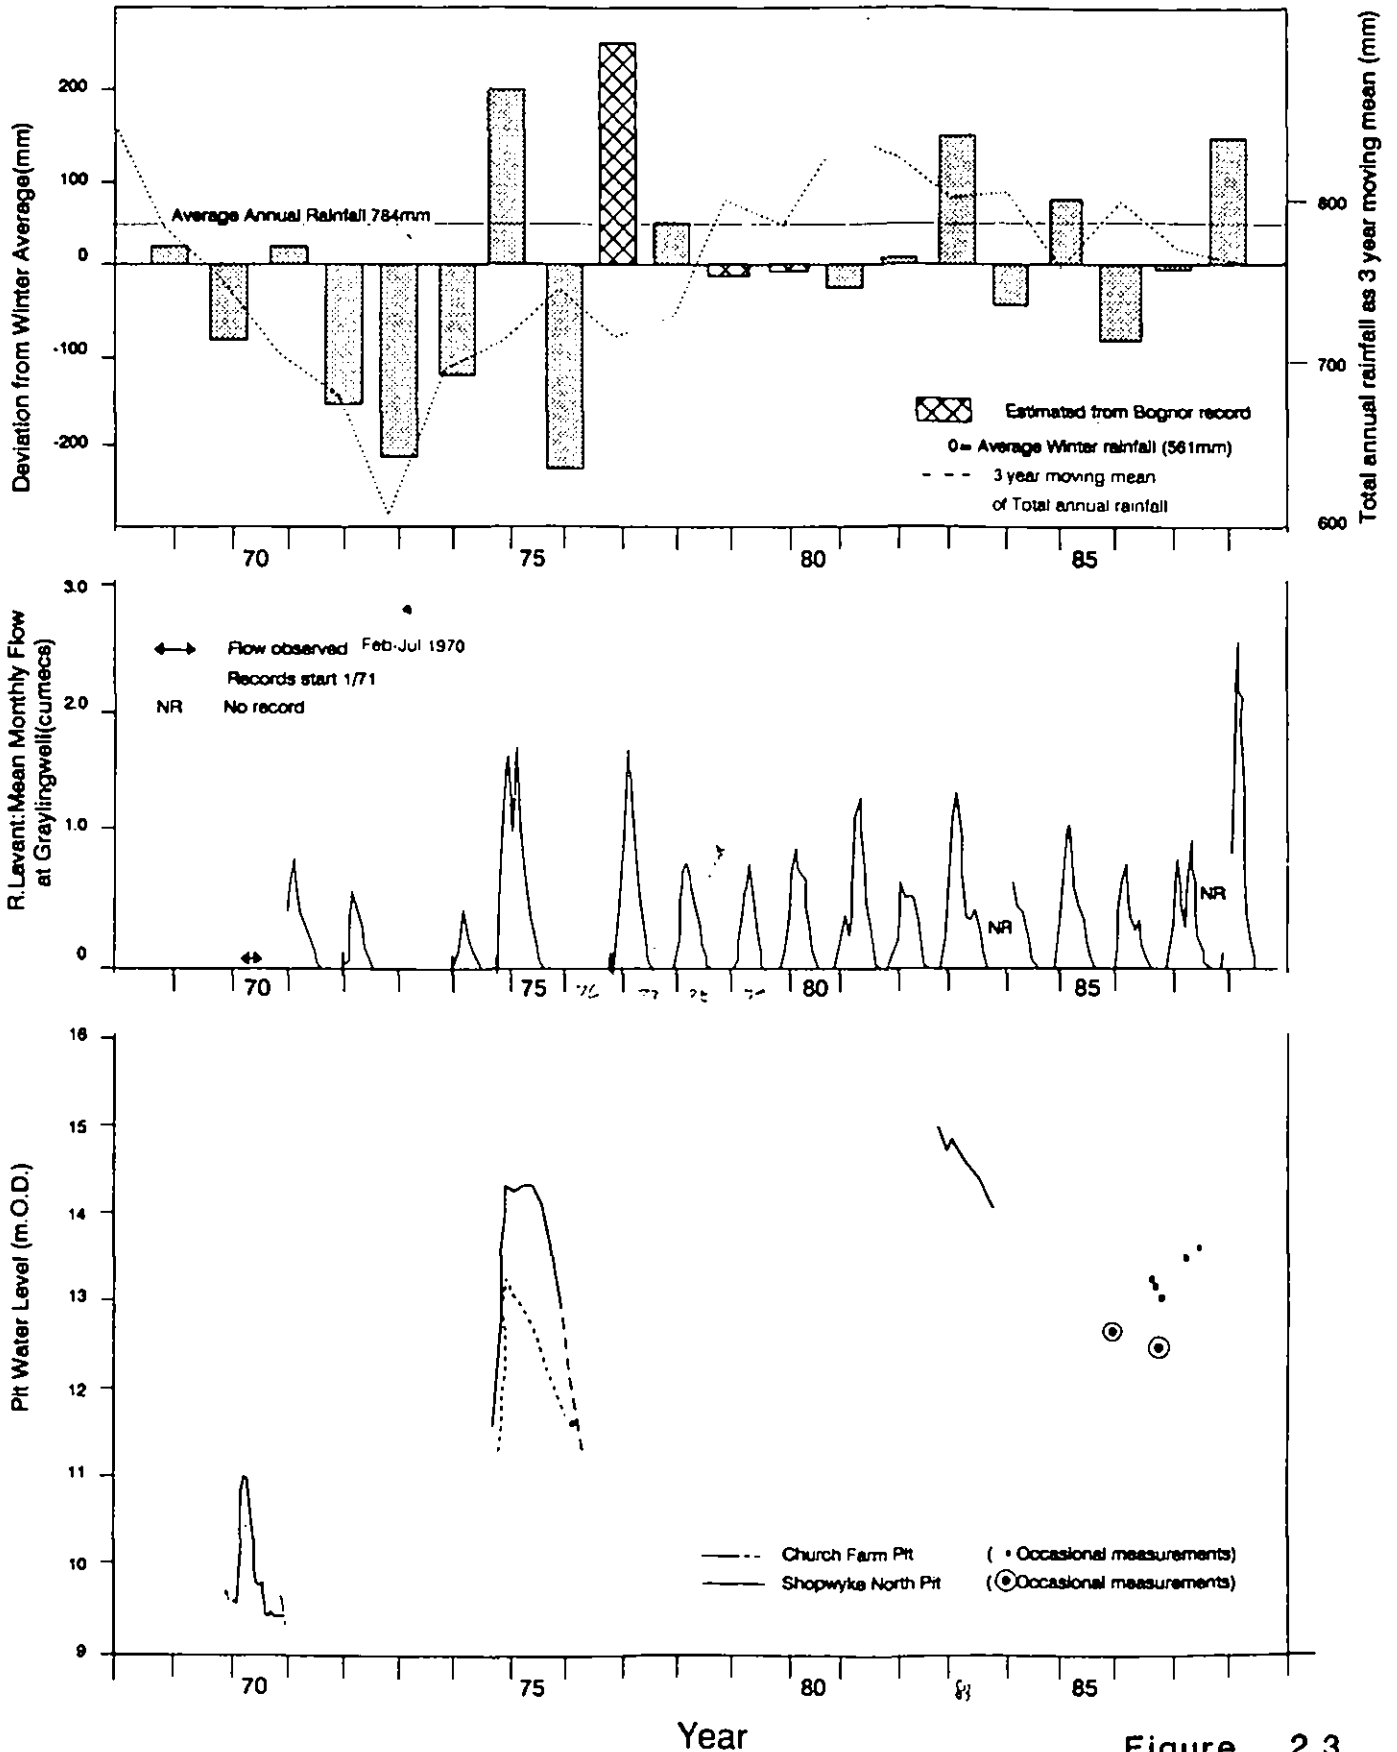 Deviation from Winter Average(mm)
200
100
0
-100
-200
Average Annual Rainfall 784mm
Estimated from Bognor record
0= Average Winter rainfall (561mm)
--- 3 year moving mean
of Total annual rainfall
800
700
600
Total annual rainfall as 3 year moving mean (mm)
70
75
80
85
R.Lavant:Mean Monthly Flow
at Graylingwell(cumecs)
3.0
2.0
1.0
0
Flow observed Feb-Jul 1970
Records start 1/71
NR No record
NR
NR
70
75
76
77
78
80
85
Pit Water Level (m.O.D.)
16
15
14
13
12
11
10
9
Church Farm Pit (• Occasional measurements)
Shopwyke North Pit (Occasional measurements)
70
75
80
83
85
Year
Figure 2.3